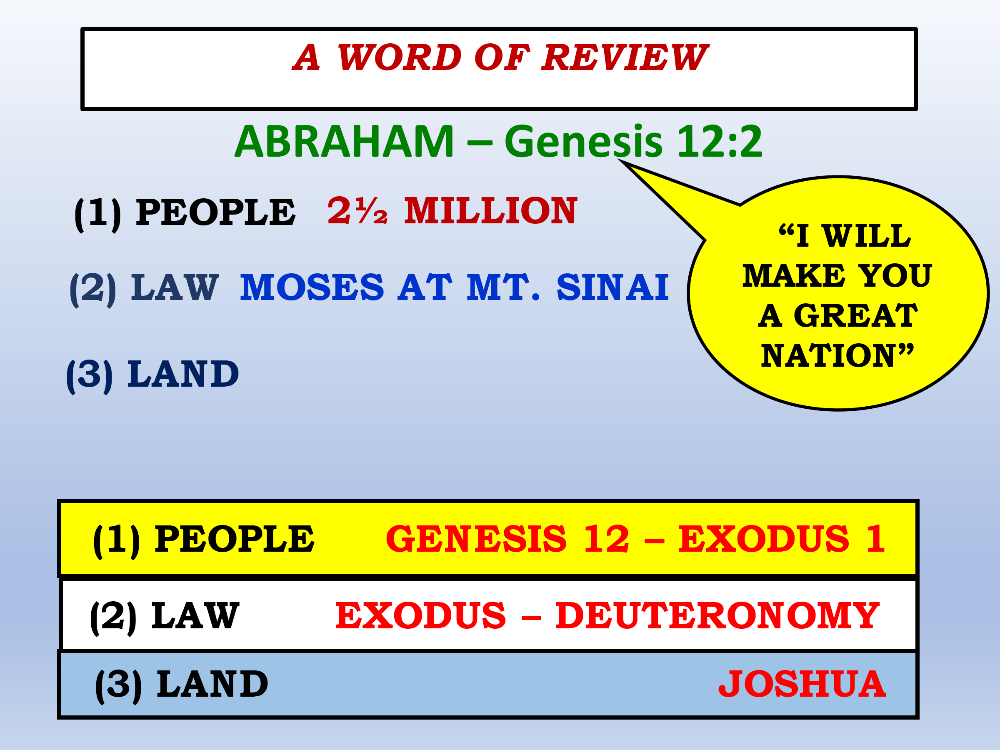 A WORD OF REVIEW
ABRAHAM – Genesis 12:2
(1) PEOPLE 2½ MILLION
(2) LAW MOSES AT MT. SINAI
(3) LAND
“I WILL
MAKE YOU
A GREAT
NATION”
(1) PEOPLE GENESIS 12 – EXODUS 1
(2) LAW EXODUS – DEUTERONOMY
(3) LAND JOSHUA